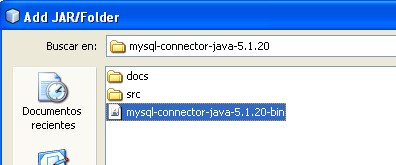 Add JAR/Folder
Buscar en:
mysql-connector-java-5.1.20
docs
src
mysql-connector-java-5.1.20-bin
Documentos
recientes